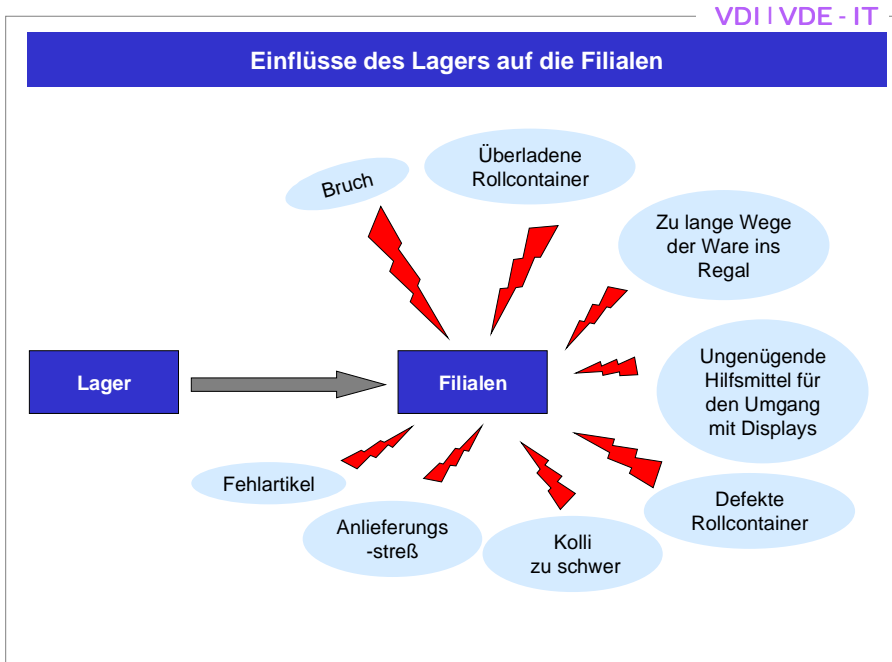 VDI | VDE - IT
Einflüsse des Lagers auf die Filialen
Bruch
Überladene
Rollcontainer
Zu lange Wege
der Ware ins
Regal
Lager
Filialen
Ungenügende
Hilfsmittel für
den Umgang
mit Displays
Fehlartikel
Anlieferungs
-streß
Kolli
zu schwer
Defekte
Rollcontainer